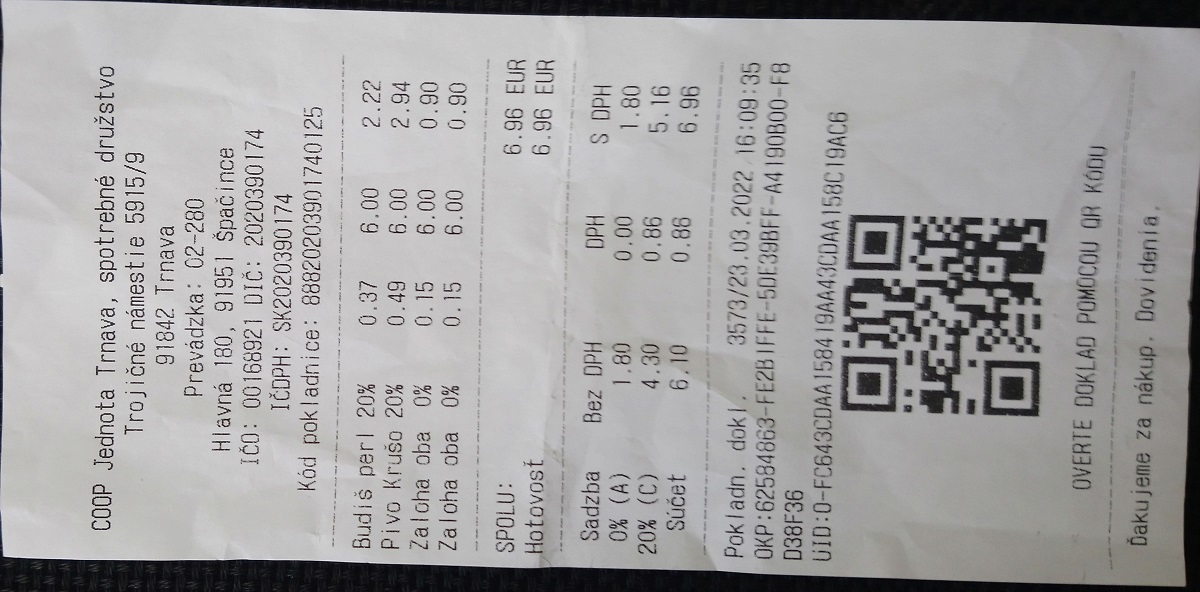 COOP Jednota Trnava, spotrebné družstvo
Trojičné námestie 5915/9
91842 Trnava
Prevádzka: 02-280
Hlavná 180, 91951 Špačince
IČO: 00168921 DIČ: 2020390174
IČDPH: SK2020390174
Kód pokladnice: 88820203901740125
Budiš perl 20% 0.37 6.00 2.22
Pivo Krušo 20% 0.49 6.00 2.94
Zaloha oba 0% 0.15 6.00 0.90
Zaloha oba 0% 0.15 6.00 0.90
SPOLU: 6.96 EUR
Hotovosť 6.96 EUR
Sadzba Bez DPH DPH S DPH
0% (A) 1.80 0.00 1.80
20% (C) 4.30 0.86 5.16
Súčet 6.10 0.86 6.96
Pokladn. dokl. 3573/23.03.2022 16:09:35
OKP:62584863-FE2B1FFE-5DE39BFF-A4190B00-F8
D38F36
UID:O-FC643CDAA158419AA43CDAA158C19AC6
OVERTE DOKLAD POMOCOU QR KÓDU
Ďakujeme za nákup. Dovidenia.